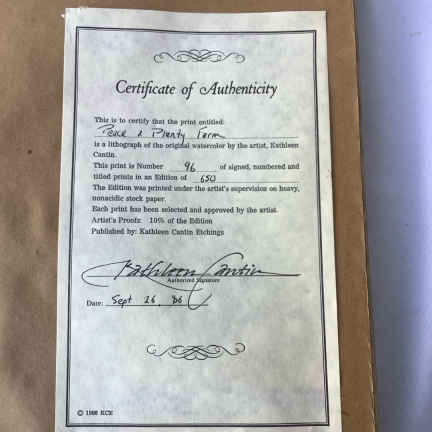 Certificate of Authenticity
This is to certify that the print entitled:
Peace & Plenty Farm
is a lithograph of the original watercolor by the artist, Kathleen
Cantin.
This print is Number 96 of signed, numbered and
titled prints in an Edition of 650
The Edition was printed under the artist's supervision on heavy,
nonacidic stock paper.
Each print has been selected and approved by the artist.
Artist's Proofs: 10% of the Edition
Published by: Kathleen Cantin Etchings
Kathleen Cantin
Authorized Signature
Date: Sept 26 '86
© 1986 KCE